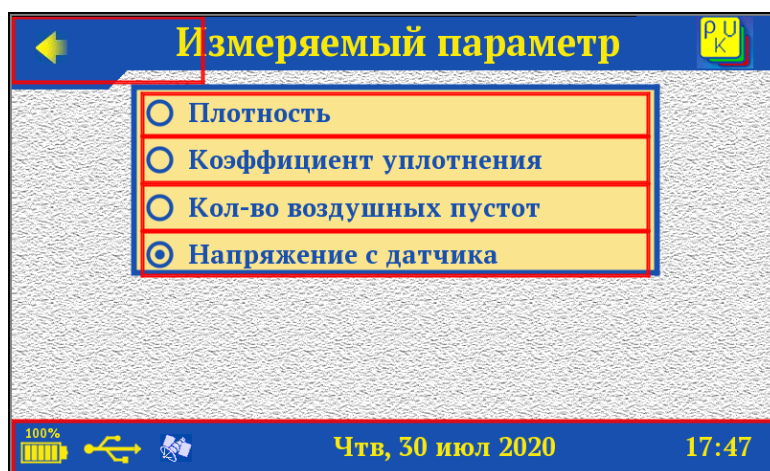 Измеряемый параметр
ρ U
K
Плотность
Коэффициент уплотнения
Кол-во воздушных пустот
Напряжение с датчика
100%
Чтв, 30 июл 2020 17:47